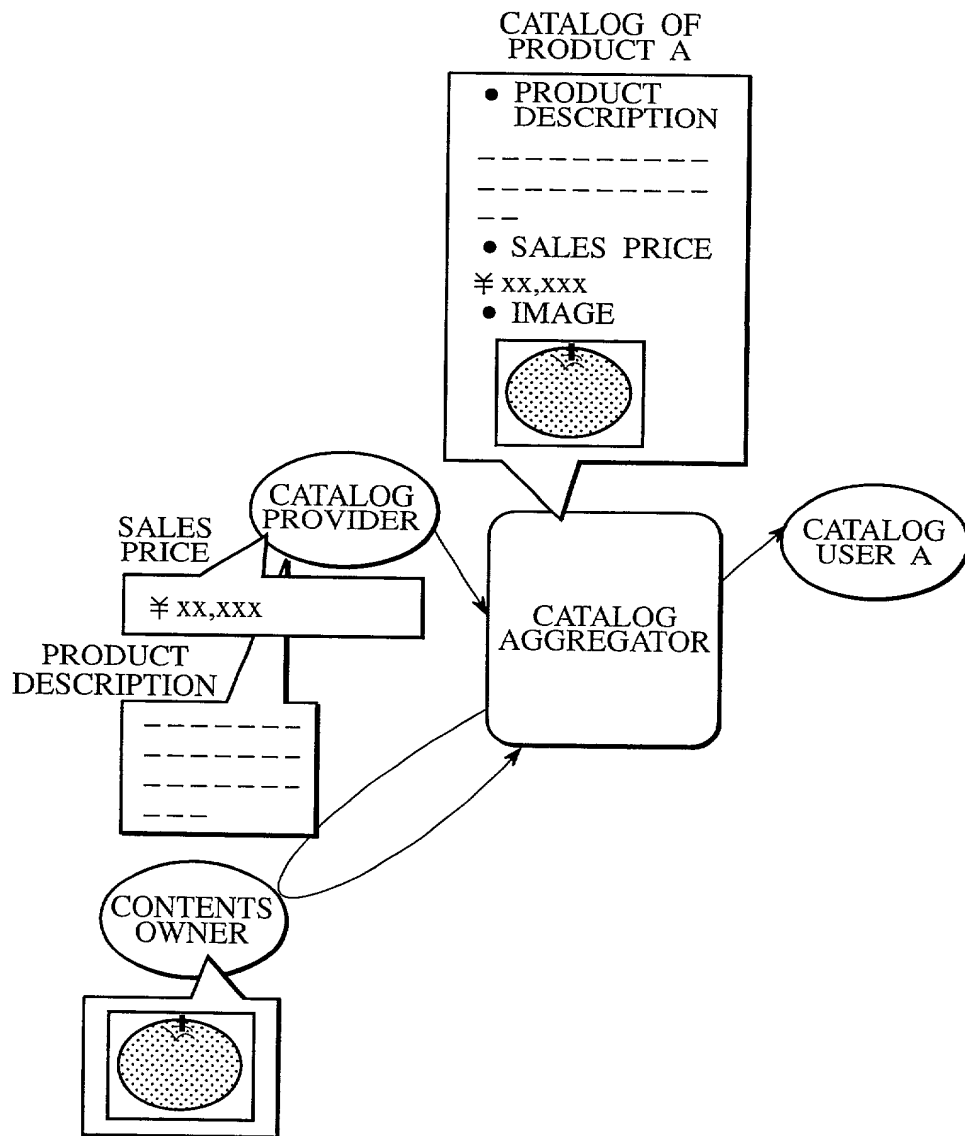 CATALOG OF
PRODUCT A
● PRODUCT
DESCRIPTION
● SALES PRICE
¥ xx,xxx
● IMAGE
CATALOG
PROVIDER
SALES
PRICE
¥ xx,xxx
PRODUCT
DESCRIPTION
CATALOG
AGGREGATOR
CATALOG
USER A
CONTENTS
OWNER